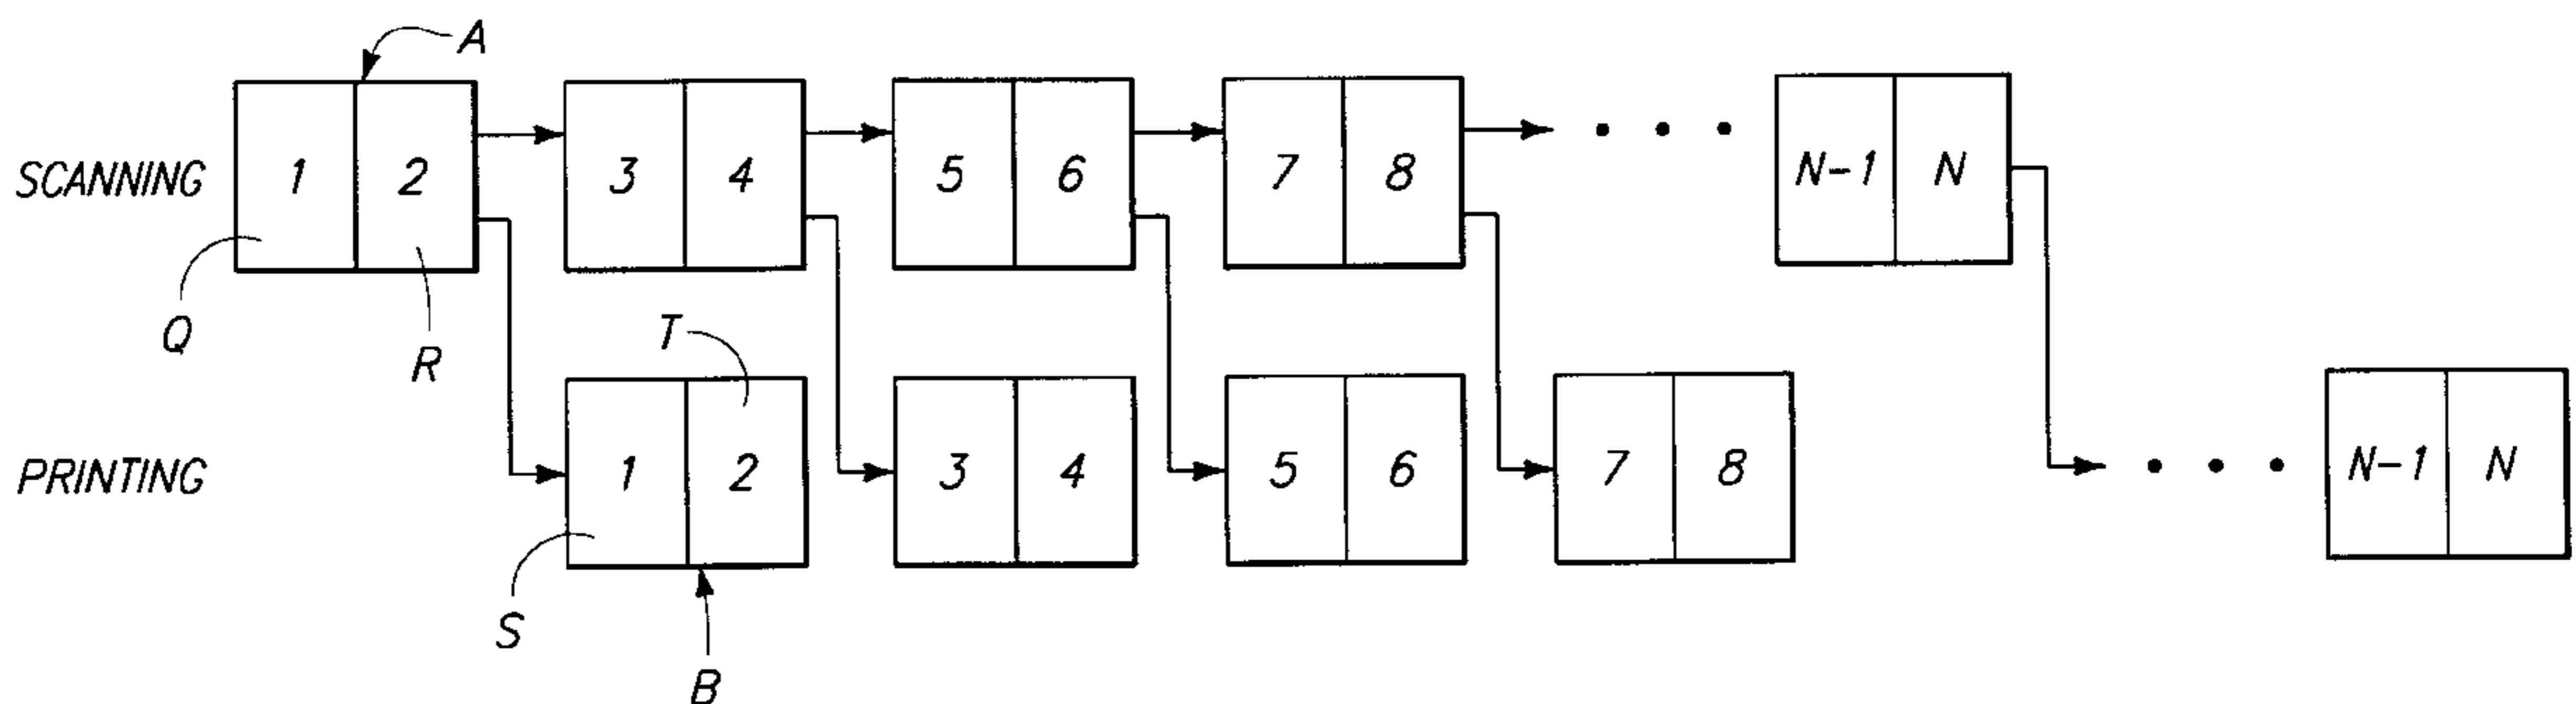 A
SCANNING 1 2 3 4 5 6 7 8 • • • N-1 N
Q R T
PRINTING 1 2 3 4 5 6 7 8 • • • N-1 N
S
B